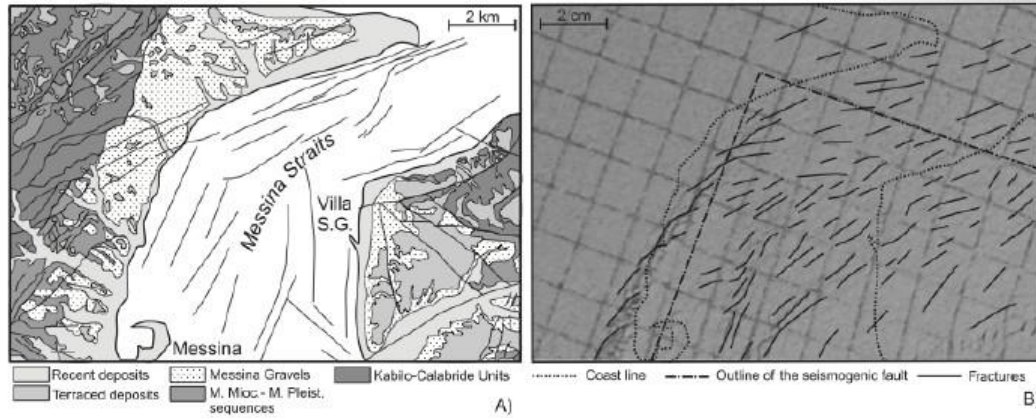 2 km
Messina Straits
Villa
S.G.
Messina
Recent deposits
Messina Gravels
Kabilo-Calabride Units
Terraced deposits
M. Mioc.- M. Pleist.
sequences
A)
2 cm
Coast line
Outline of the seismogenic fault
Fractures
B